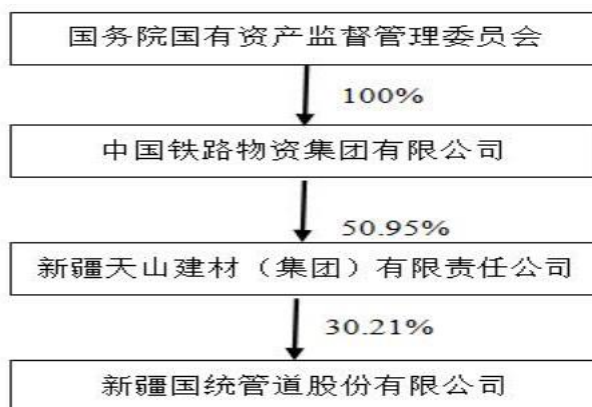 国务院国有资产监督管理委员会
100%
中国铁路物资集团有限公司
50.95%
新疆天山建材（集团）有限责任公司
30.21%
新疆国统管道股份有限公司